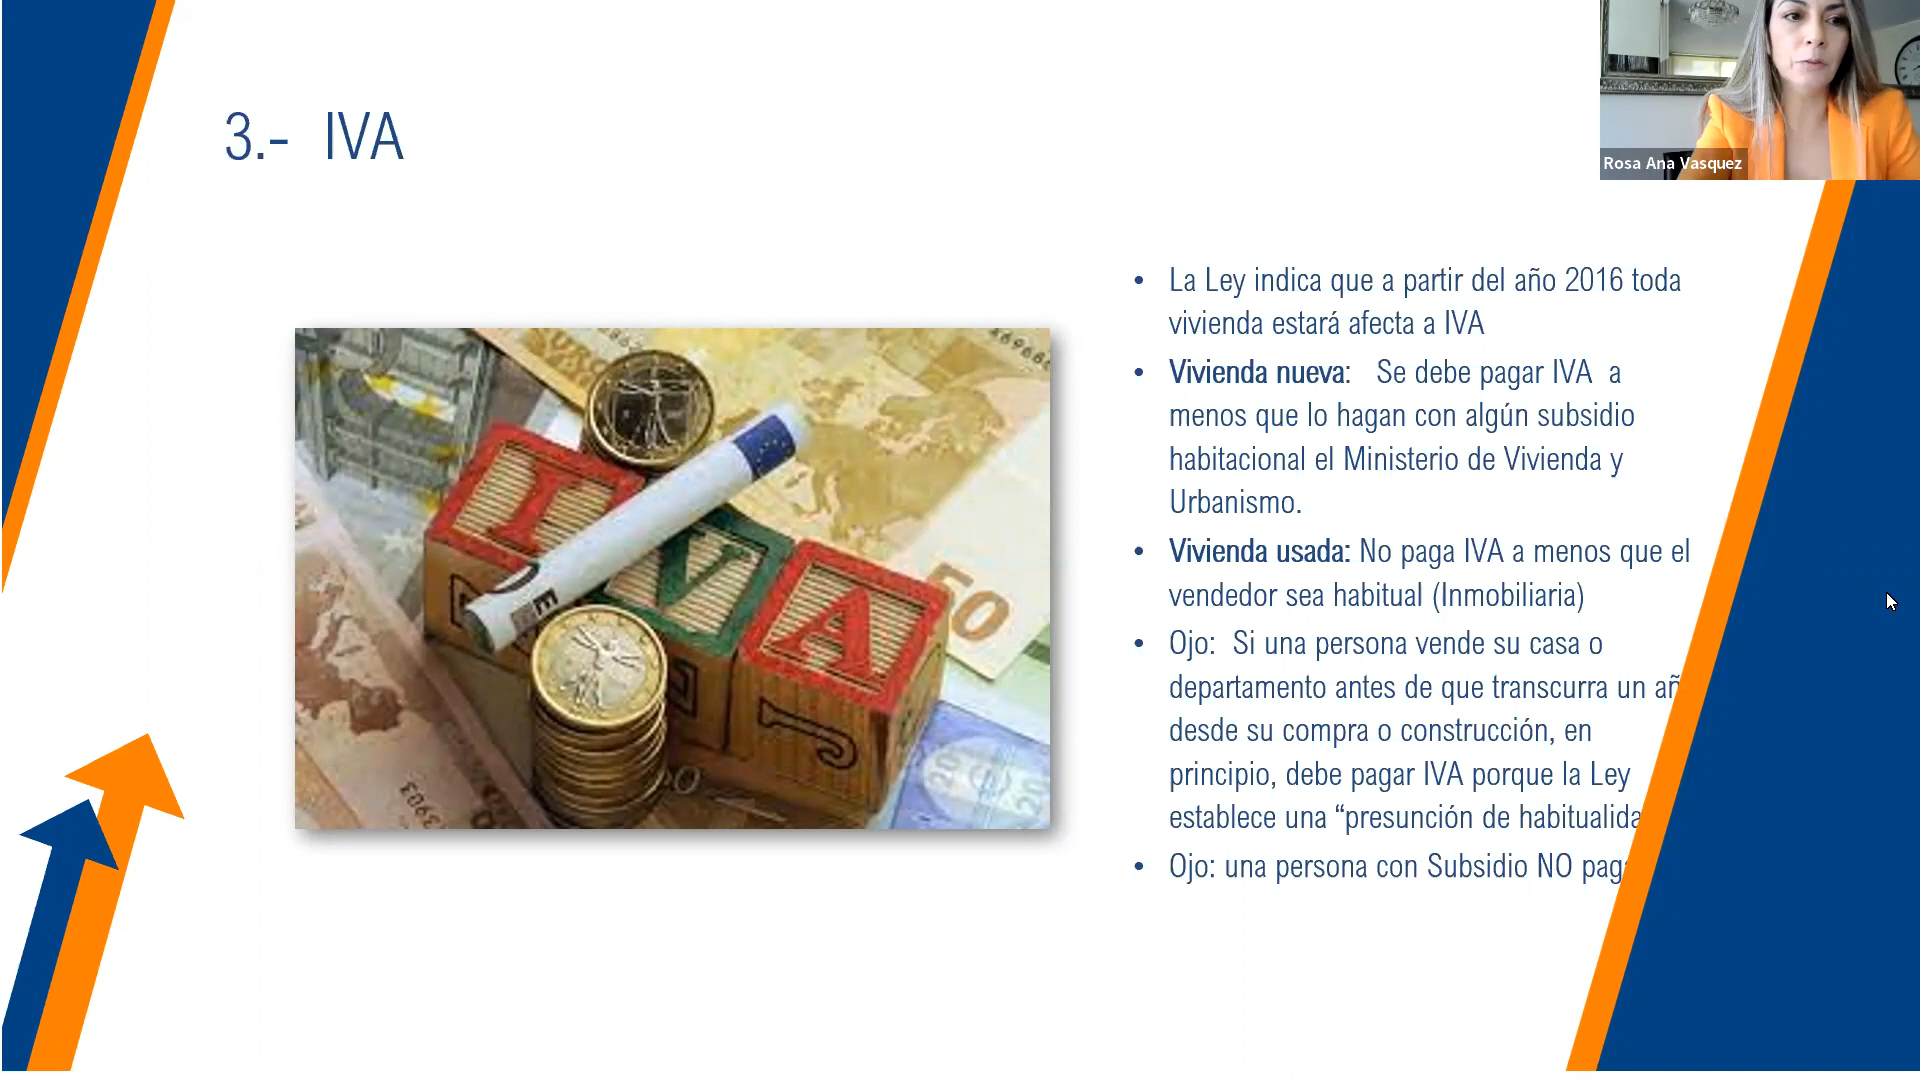 3.- IVA
Rosa Ana Vasquez
• La Ley indica que a partir del año 2016 toda
vivienda estará afecta a IVA
• Vivienda nueva: Se debe pagar IVA a
menos que lo hagan con algún subsidio
habitacional el Ministerio de Vivienda y
Urbanismo.
• Vivienda usada: No paga IVA a menos que el
vendedor sea habitual (Inmobiliaria)
• Ojo: Si una persona vende su casa o
departamento antes de que transcurra un
desde su compra o construcción, en
principio, debe pagar IVA porque la Ley
establece una “presunción de
• Ojo: una persona con Subsidio NO
I
V
A
50
20